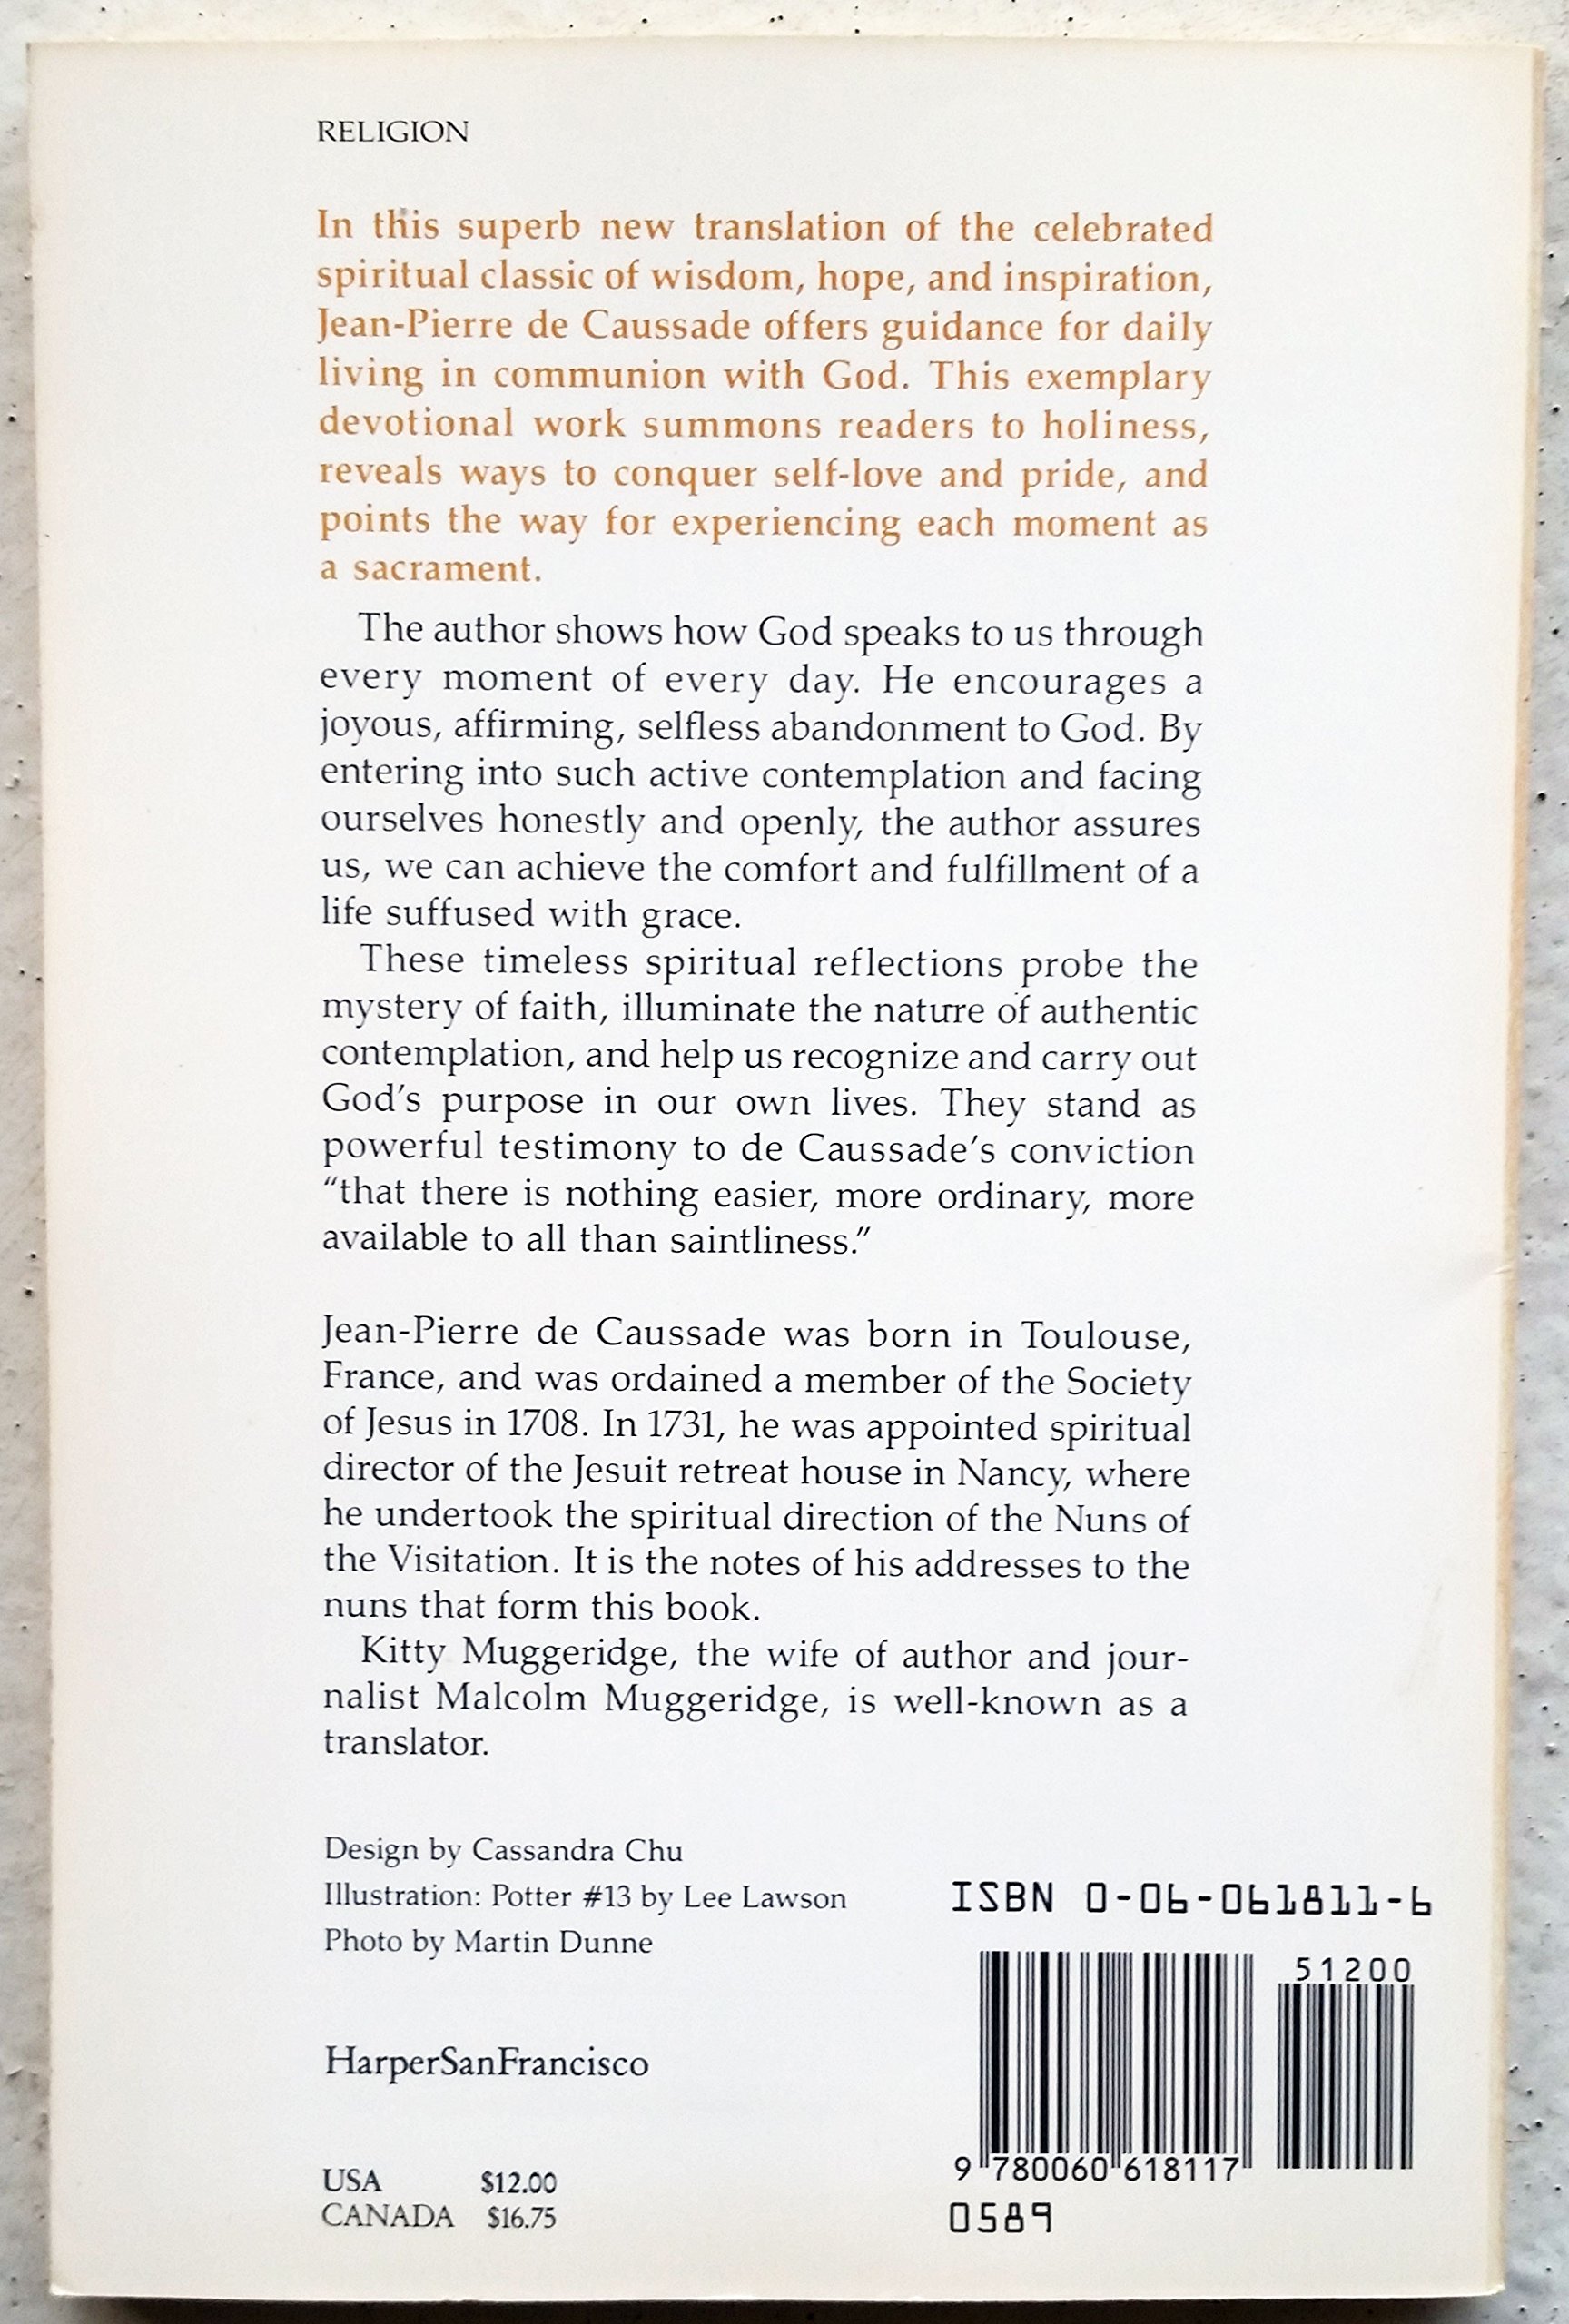 RELIGION
In this superb new translation of the celebrated
spiritual classic of wisdom, hope, and inspiration,
Jean-Pierre de Caussade offers guidance for daily
living in communion with God. This exemplary
devotional work summons readers to holiness,
reveals ways to conquer self-love and pride, and
points the way for experiencing each moment as
a sacrament.
The author shows how God speaks to us through
every moment of every day. He encourages a
joyous, affirming, selfless abandonment to God. By
entering into such active contemplation and facing
ourselves honestly and openly, the author assures
us, we can achieve the comfort and fulfillment of a
life suffused with grace.
These timeless spiritual reflections probe the
mystery of faith, illuminate the nature of authentic
contemplation, and help us recognize and carry out
God's purpose in our own lives. They stand as
powerful testimony to de Caussade's conviction
"that there is nothing easier, more ordinary, more
available to all than saintliness."
Jean-Pierre de Caussade was born in Toulouse,
France, and was ordained a member of the Society
of Jesus in 1708. In 1731, he was appointed spiritual
director of the Jesuit retreat house in Nancy, where
he undertook the spiritual direction of the Nuns of
the Visitation. It is the notes of his addresses to the
nuns that form this book.
Kitty Muggeridge, the wife of author and jour-
nalist Malcolm Muggeridge, is well-known as a
translator.
Design by Cassandra Chu
Illustration: Potter #13 by Lee Lawson
Photo by Martin Dunne
HarperSanFrancisco
USA $12.00
CANADA $16.75
ISBN 0-06-061811-6
51200
9 780060 618117
0589